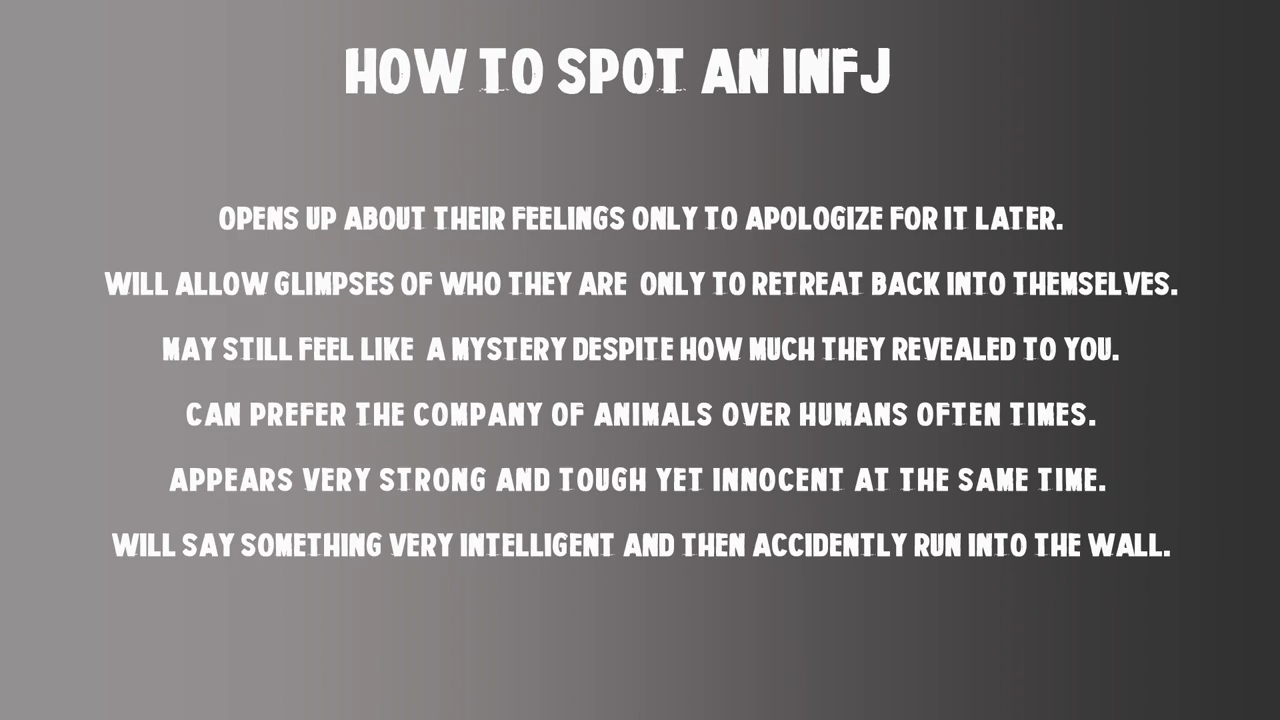 HOW TO SPOT AN INFJ
OPENS UP ABOUT THEIR FEELINGS ONLY TO APOLOGIZE FOR IT LATER.
WILL ALLOW GLIMPSES OF WHO THEY ARE ONLY TO RETREAT BACK INTO THEMSELVES.
MAY STILL FEEL LIKE A MYSTERY DESPITE HOW MUCH THEY REVEALED TO YOU.
CAN PREFER THE COMPANY OF ANIMALS OVER HUMANS OFTEN TIMES.
APPEARS VERY STRONG AND TOUGH YET INNOCENT AT THE SAME TIME.
WILL SAY SOMETHING VERY INTELLIGENT AND THEN ACCIDENTLY RUN INTO THE WALL.